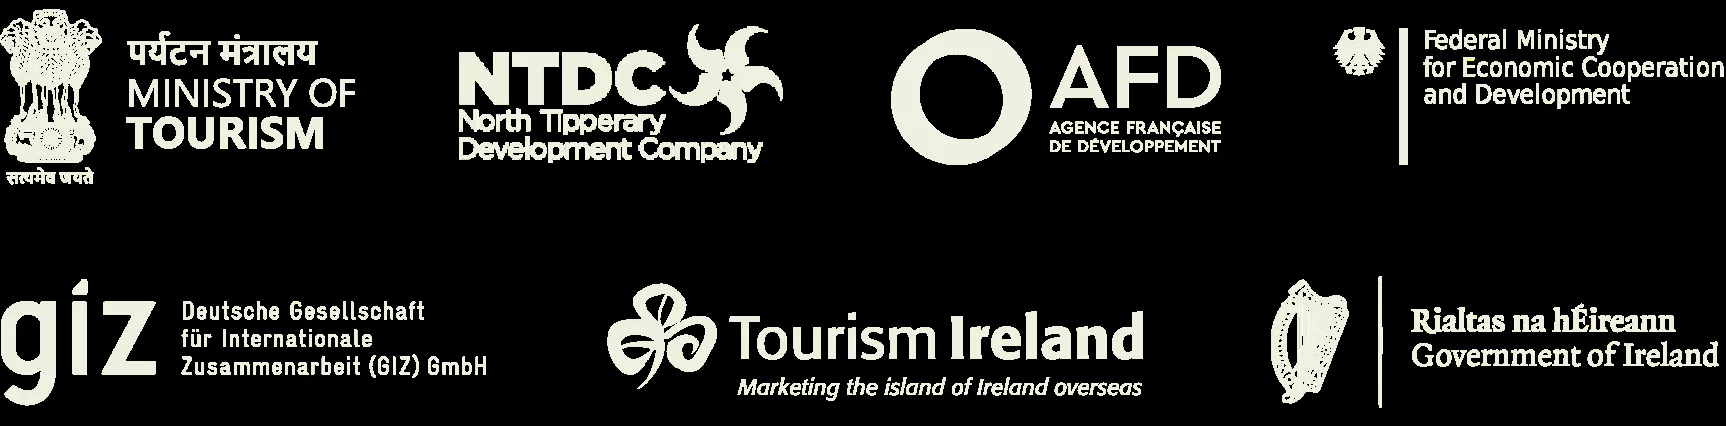 पर्यटन मंत्रालय
MINISTRY OF
TOURISM
सत्यमेव जयते
NTDC
North Tipperary
Development Company
AFD
AGENCE FRANÇAISE
DE DÉVELOPPEMENT
Federal Ministry
for Economic Cooperation
and Development
giz
Deutsche Gesellschaft
für Internationale
Zusammenarbeit (GIZ) GmbH
Tourism Ireland
Marketing the island of Ireland overseas
Rialtas na hÉireann
Government of Ireland